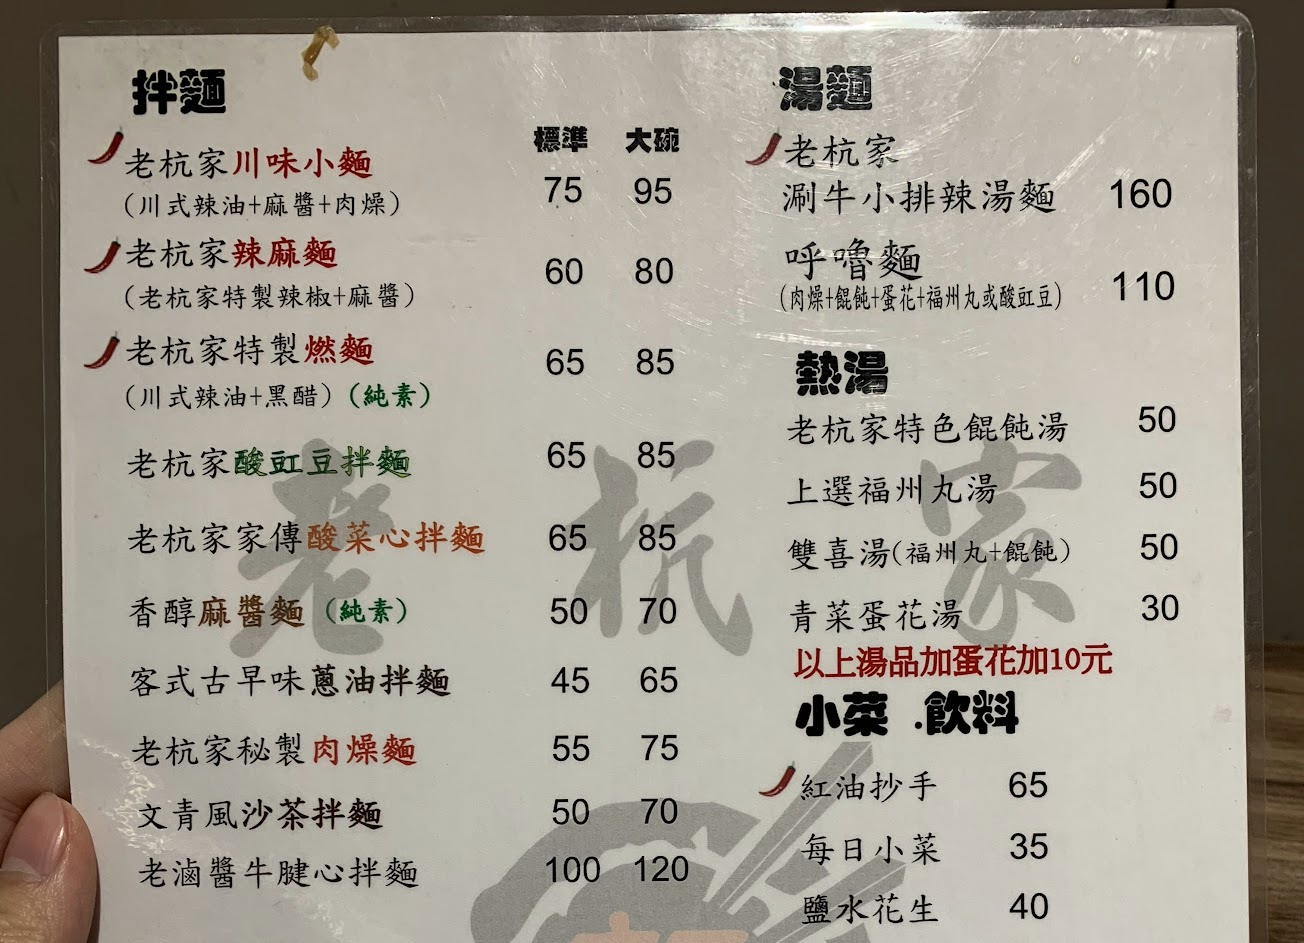 拌麵
標準 大碗
老杭家川味小麵 75 95
(川式辣油+麻醬+肉燥)
老杭家辣麻麵 60 80
(老杭家特製辣椒+麻醬)
老杭家特製燃麵 65 85
(川式辣油+黑醋)(純素)
老杭家酸豇豆拌麵 65 85
老杭家家傳酸菜心拌麵 65 85
香醇麻醬麵(純素) 50 70
客式古早味蔥油拌麵 45 65
老杭家秘製肉燥麵 55 75
文青風沙茶拌麵 50 70
老滷醬牛腱心拌麵 100 120
湯麵
老杭家
涮牛小排辣湯麵 160
呼嚕麵 110
(肉燥+餛飩+蛋花+福州丸或酸豇豆)
熱湯
老杭家特色餛飩湯 50
上選福州丸湯 50
雙喜湯(福州丸+餛飩) 50
青菜蛋花湯 30
以上湯品加蛋花加10元
小菜.飲料
紅油抄手 65
每日小菜 35
鹽水花生 40
老杭家